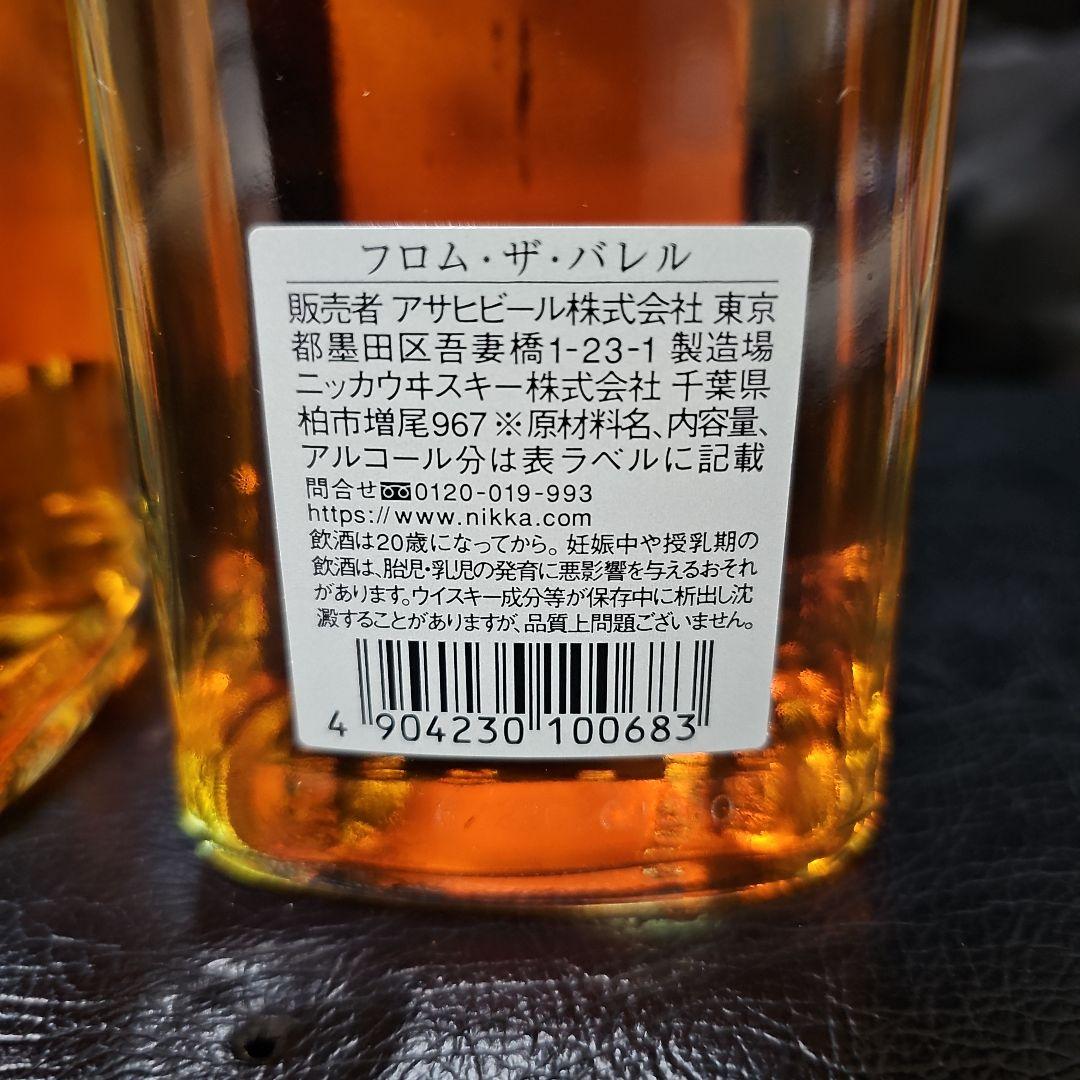 フロム・ザ・バレル
販売者 アサヒビール株式会社 東京
都墨田区吾妻橋1-23-1 製造場
ニッカウヰスキー株式会社 千葉県
柏市増尾967 ※原材料名、内容量、
アルコール分は表ラベルに記載
問合せ 0120-019-993
https://www.nikka.com
飲酒は20歳になってから。妊娠中や授乳期の
飲酒は、胎児・乳児の発育に悪影響を与えるおそれ
があります。ウイスキー成分等が保存中に析出し沈
澱することがありますが、品質上問題ございません。
4 904230 100683